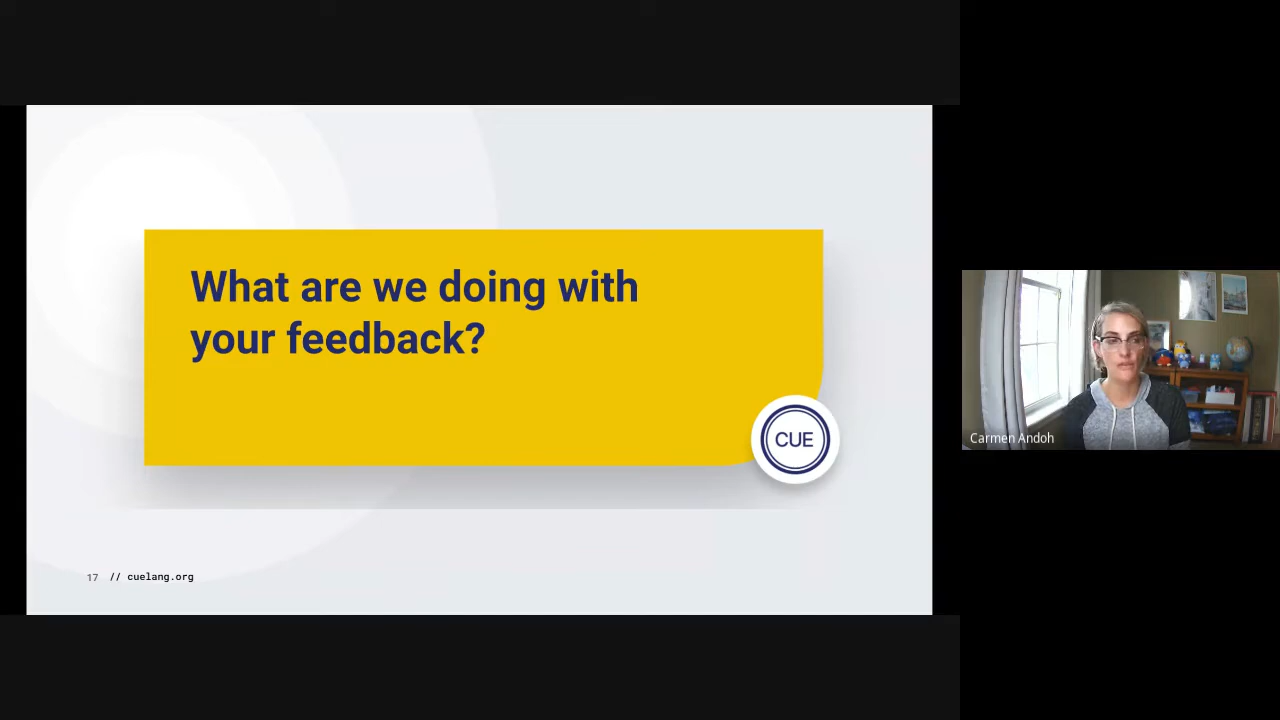 What are we doing with
your feedback?
CUE
17 // cuelang.org
Carmen Andoh